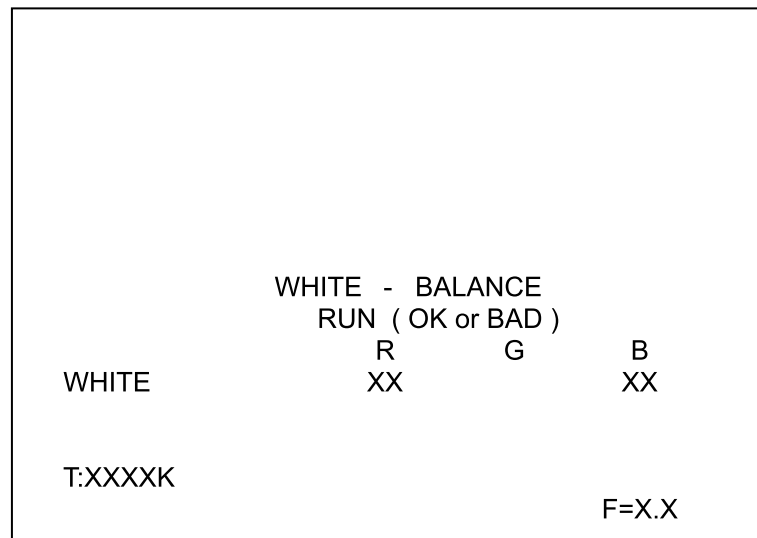 WHITE - BALANCE
RUN ( OK or BAD )
R G B
WHITE XX XX
T:XXXXK
F=X.X